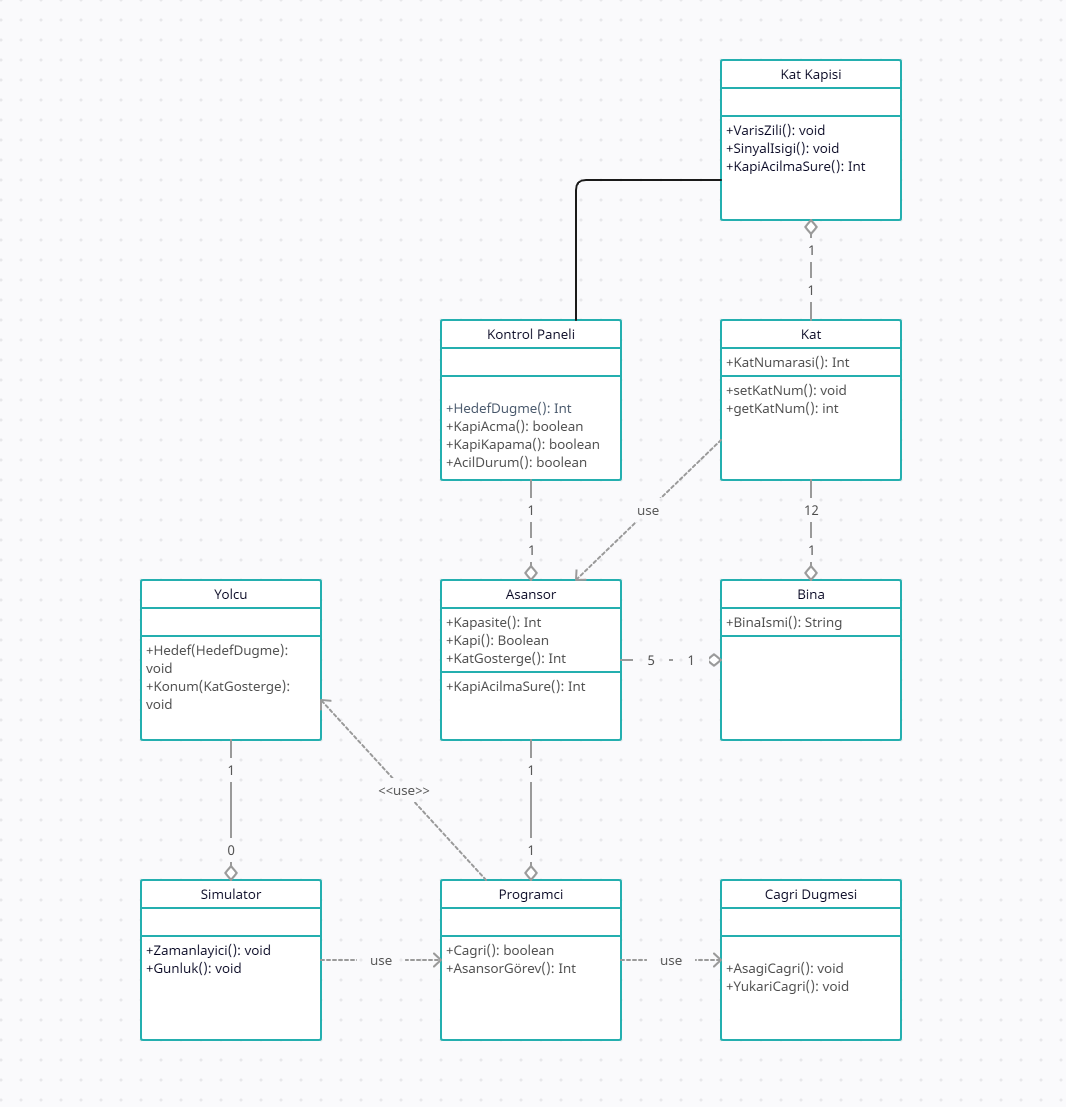 Kat Kapisi
+VarisZili(): void
+SinyalIsigi(): void
+KapiAcilmaSure(): Int
1
1
Kontrol Paneli
+HedefDugme(): Int
+KapiAcma(): boolean
+KapiKapama(): boolean
+AcilDurum(): boolean
Kat
+KatNumarasi(): Int
+setKatNum(): void
+getKatNum(): int
1
1
use
12
1
Yolcu
+Hedef(HedefDugme):
void
+Konum(KatGosterge):
void
Asansor
+Kapasite(): Int
+Kapi(): Boolean
+KatGosterge(): Int
+KapiAcilmaSure(): Int
5
1
Bina
+BinaIsmi(): String
1
0
<<use>>
1
1
Simulator
+Zamanlayici(): void
+Gunluk(): void
use
Programci
+Cagri(): boolean
+AsansorGörev(): Int
use
Cagri Dugmesi
+AsagiCagri(): void
+YukariCagri(): void